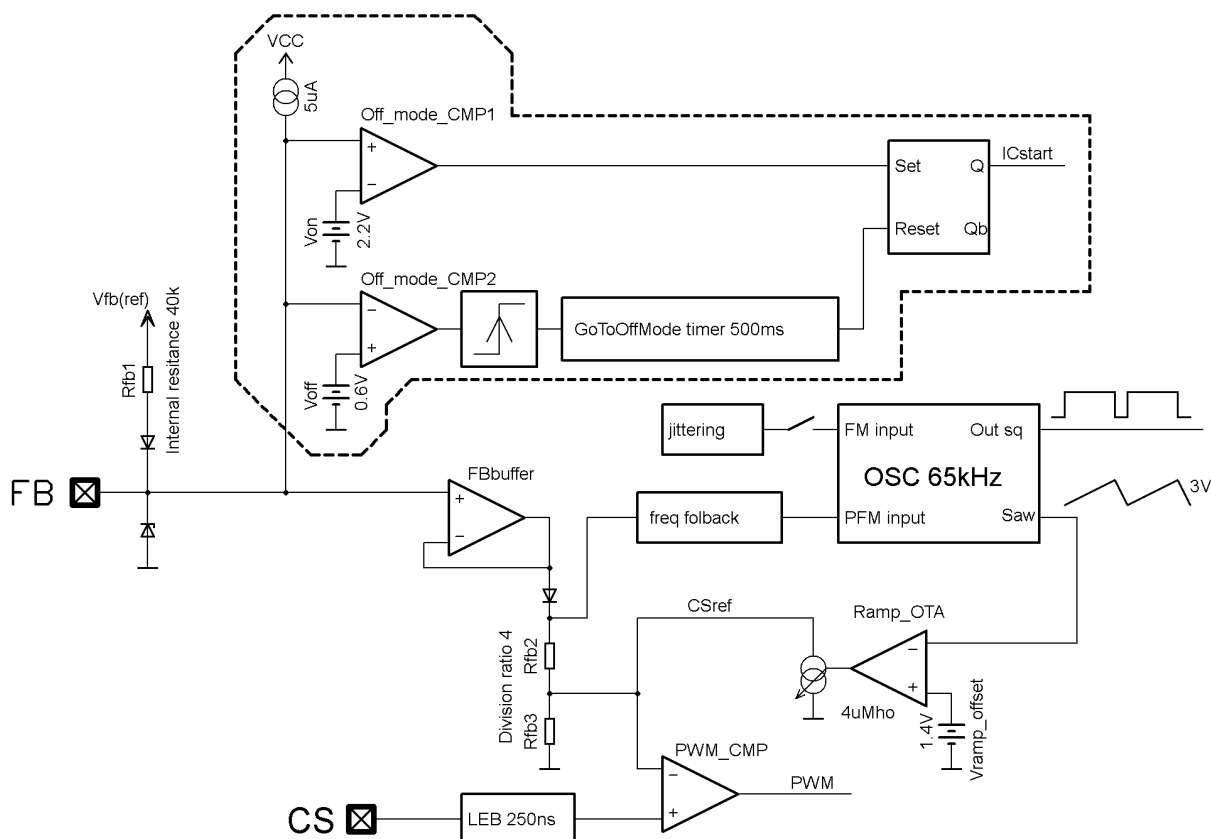 VCC
5uA
Off_mode_CMP1
+
−
Von
2.2V
Set
Q
ICstart
Reset
Qb
Off_mode_CMP2
−
+
Voff
0.6V
GoToOffMode timer 500ms
Vfb(ref)
Rfb1
Internal resitance 40k
FB
jittering
FM input
Out sq
OSC 65kHz
PFM input
Saw
3V
FBbuffer
+
−
freq folback
CSref
Ramp_OTA
−
+
4uMho
1.4V
Vramp_offset
Division ratio 4
Rfb2
Rfb3
PWM_CMP
−
+
PWM
CS
LEB 250ns